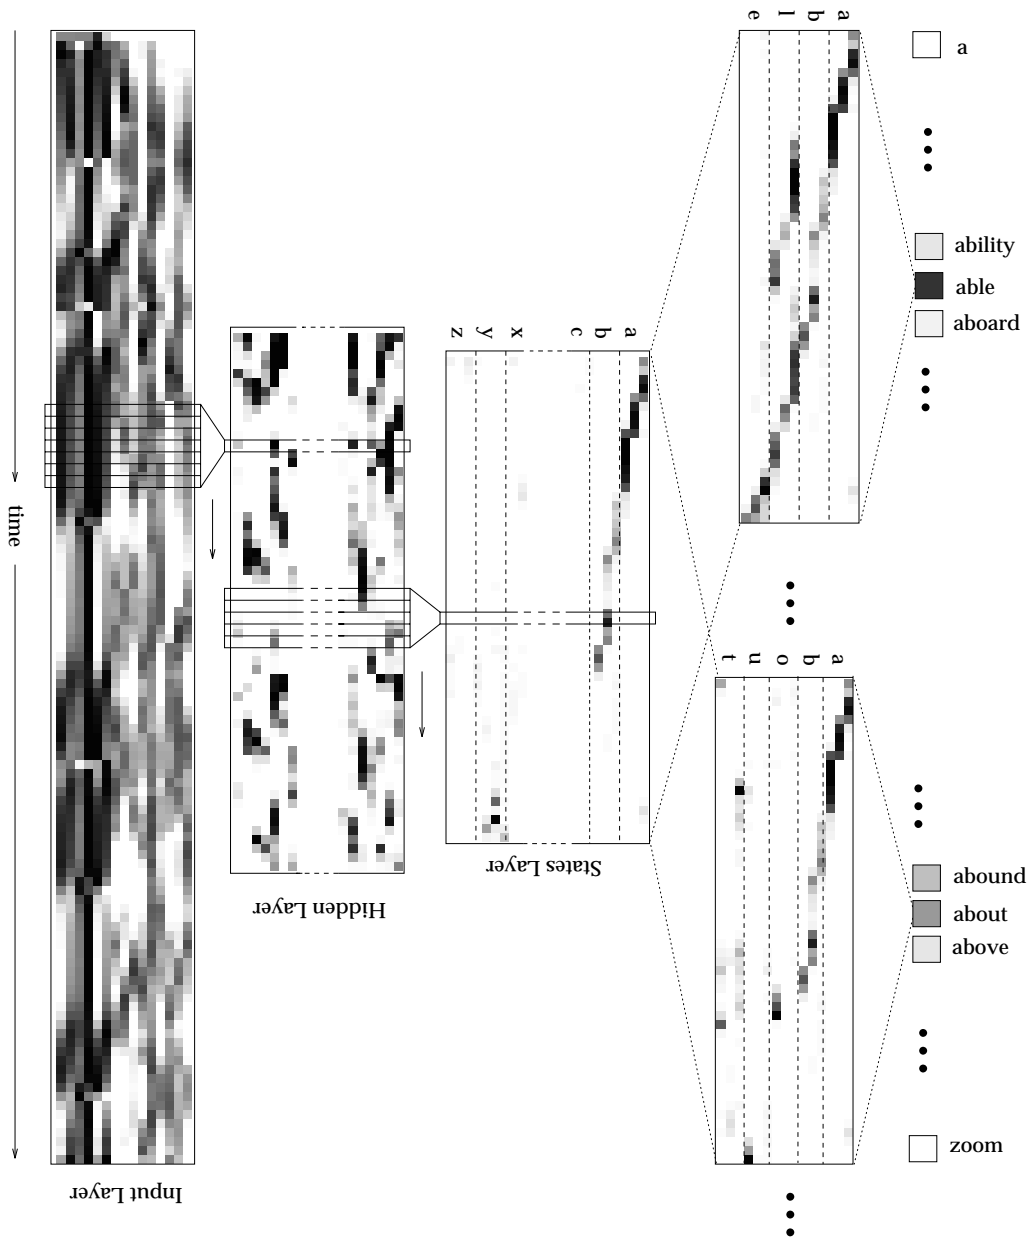 a
b
l
e
a
ability
able
aboard
z
y
x
c
b
a
time
a
b
o
u
t
States Layer
Hidden Layer
abound
about
above
zoom
Input Layer